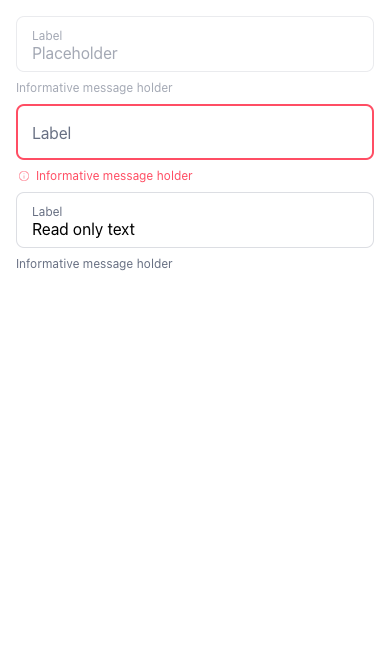 Label
Placeholder
Informative message holder
Label
Informative message holder
Label
Read only text
Informative message holder